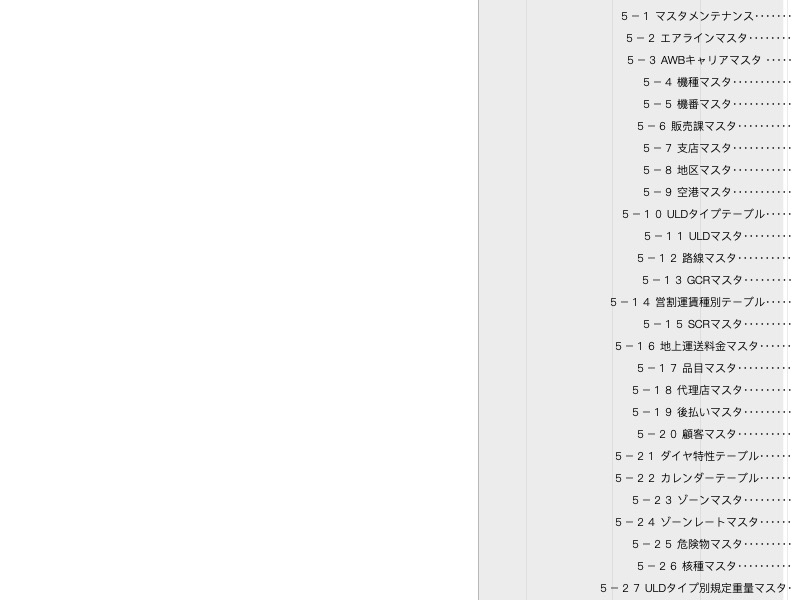 ５－１ マスタメンテナンス･･････
５－２ エアラインマスタ･･･････
５－３ AWBキャリアマスタ ････
５－４ 機種マスタ･････････
５－５ 機番マスタ･････････
５－６ 販売課マスタ････････
５－７ 支店マスタ･････････
５－８ 地区マスタ･････････
５－９ 空港マスタ･････････
５－１０ ULDタイプテーブル････
５－１１ ULDマスタ････････
５－１２ 路線マスタ････････
５－１３ GCRマスタ････････
５－１４ 営割運賃種別テーブル････
５－１５ SCRマスタ････････
５－１６ 地上運送料金マスタ･････
５－１７ 品目マスタ････････
５－１８ 代理店マスタ･･･････
５－１９ 後払いマスタ･･･････
５－２０ 顧客マスタ････････
５－２１ ダイヤ特性テーブル･････
５－２２ カレンダーテーブル･････
５－２３ ゾーンマスタ･･･････
５－２４ ゾーンレートマスタ･････
５－２５ 危険物マスタ･･･････
５－２６ 核種マスタ････････
５－２７ ULDタイプ別規定重量マスタ･